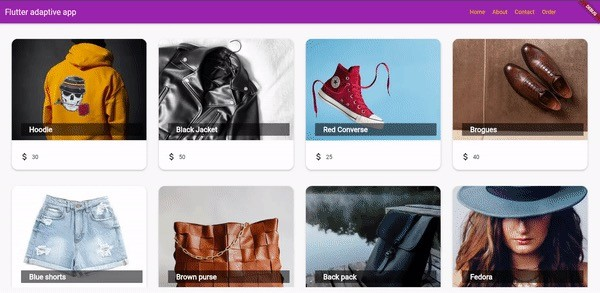 Flutter adaptive app
Home About Contact Order
DEBUG
Hoodie
Black Jacket
Red Converse
Brogues
$ 30
$ 50
$ 25
$ 40
Blue shorts
Brown purse
Back pack
Fedora